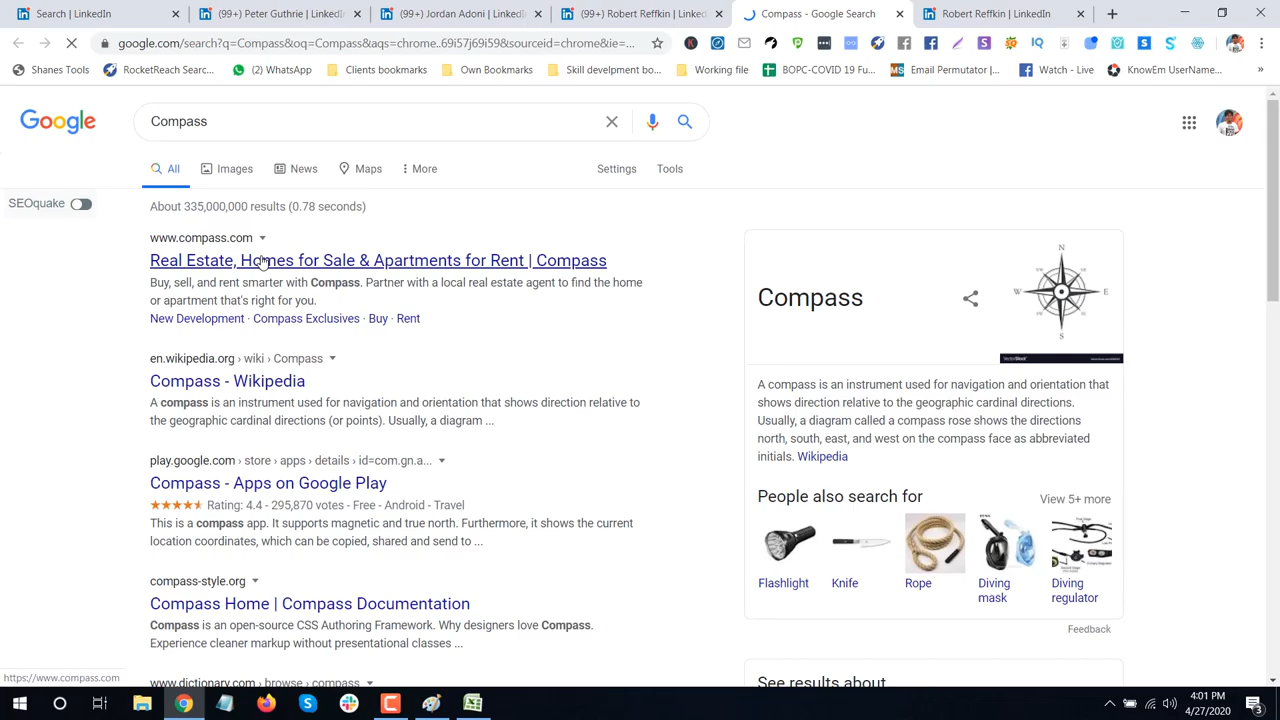 Search | LinkedIn
(99+) Peter Guthrie | LinkedIn
(99+) Jordan Adoni | LinkedIn
(99+) Robert Reffkin | Linked
Compass - Google Search
Robert Reffkin | LinkedIn
google.com/search?q=Compass&oq=Compass&aqs=chrome..69i57j69i59&sourceid=chrome&ie=...
Shanes Tools
RocketReach Searc...
(2) WhatsApp
Clients bookmarks
Own Bookmarks
Skill develpment bo...
Working file
BOPC-COVID 19 Fu...
Email Permutator |...
Watch - Live
KnowEm UserName...
Google
Compass
All
Images
News
Maps
More
Settings
Tools
SEOquake
About 335,000,000 results (0.78 seconds)
www.compass.com
Real Estate, Homes for Sale & Apartments for Rent | Compass
Buy, sell, and rent smarter with Compass. Partner with a local real estate agent to find the home
or apartment that's right for you.
New Development · Compass Exclusives · Buy · Rent
en.wikipedia.org › wiki › Compass
Compass - Wikipedia
A compass is an instrument used for navigation and orientation that shows direction relative to
the geographic cardinal directions (or points). Usually, a diagram ...
play.google.com › store › apps › details › id=com.gn.a...
Compass - Apps on Google Play
Rating: 4.4 - 295,870 votes - Free - Android - Travel
This is a compass app. It supports magnetic and true north. Furthermore, it shows the current
location coordinates, which can be copied, shared and send to ...
compass-style.org
Compass Home | Compass Documentation
Compass is an open-source CSS Authoring Framework. Why designers love Compass.
Experience cleaner markup without presentational classes ...
www.dictionary.com › browse › compass
Compass
N
W
E
S
A compass is an instrument used for navigation and orientation that
shows direction relative to the geographic cardinal directions.
Usually, a diagram called a compass rose shows the directions
north, south, east, and west on the compass face as abbreviated
initials. Wikipedia
People also search for
View 5+ more
Flashlight
Knife
Rope
Diving
mask
Diving
regulator
Feedback
See results about
https://www.compass.com
4:01 PM
4/27/2020
3